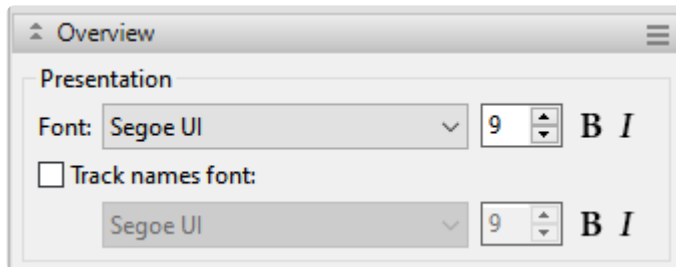 Overview
Presentation
Font: Segoe UI 9 B I
Track names font:
Segoe UI 9 B I